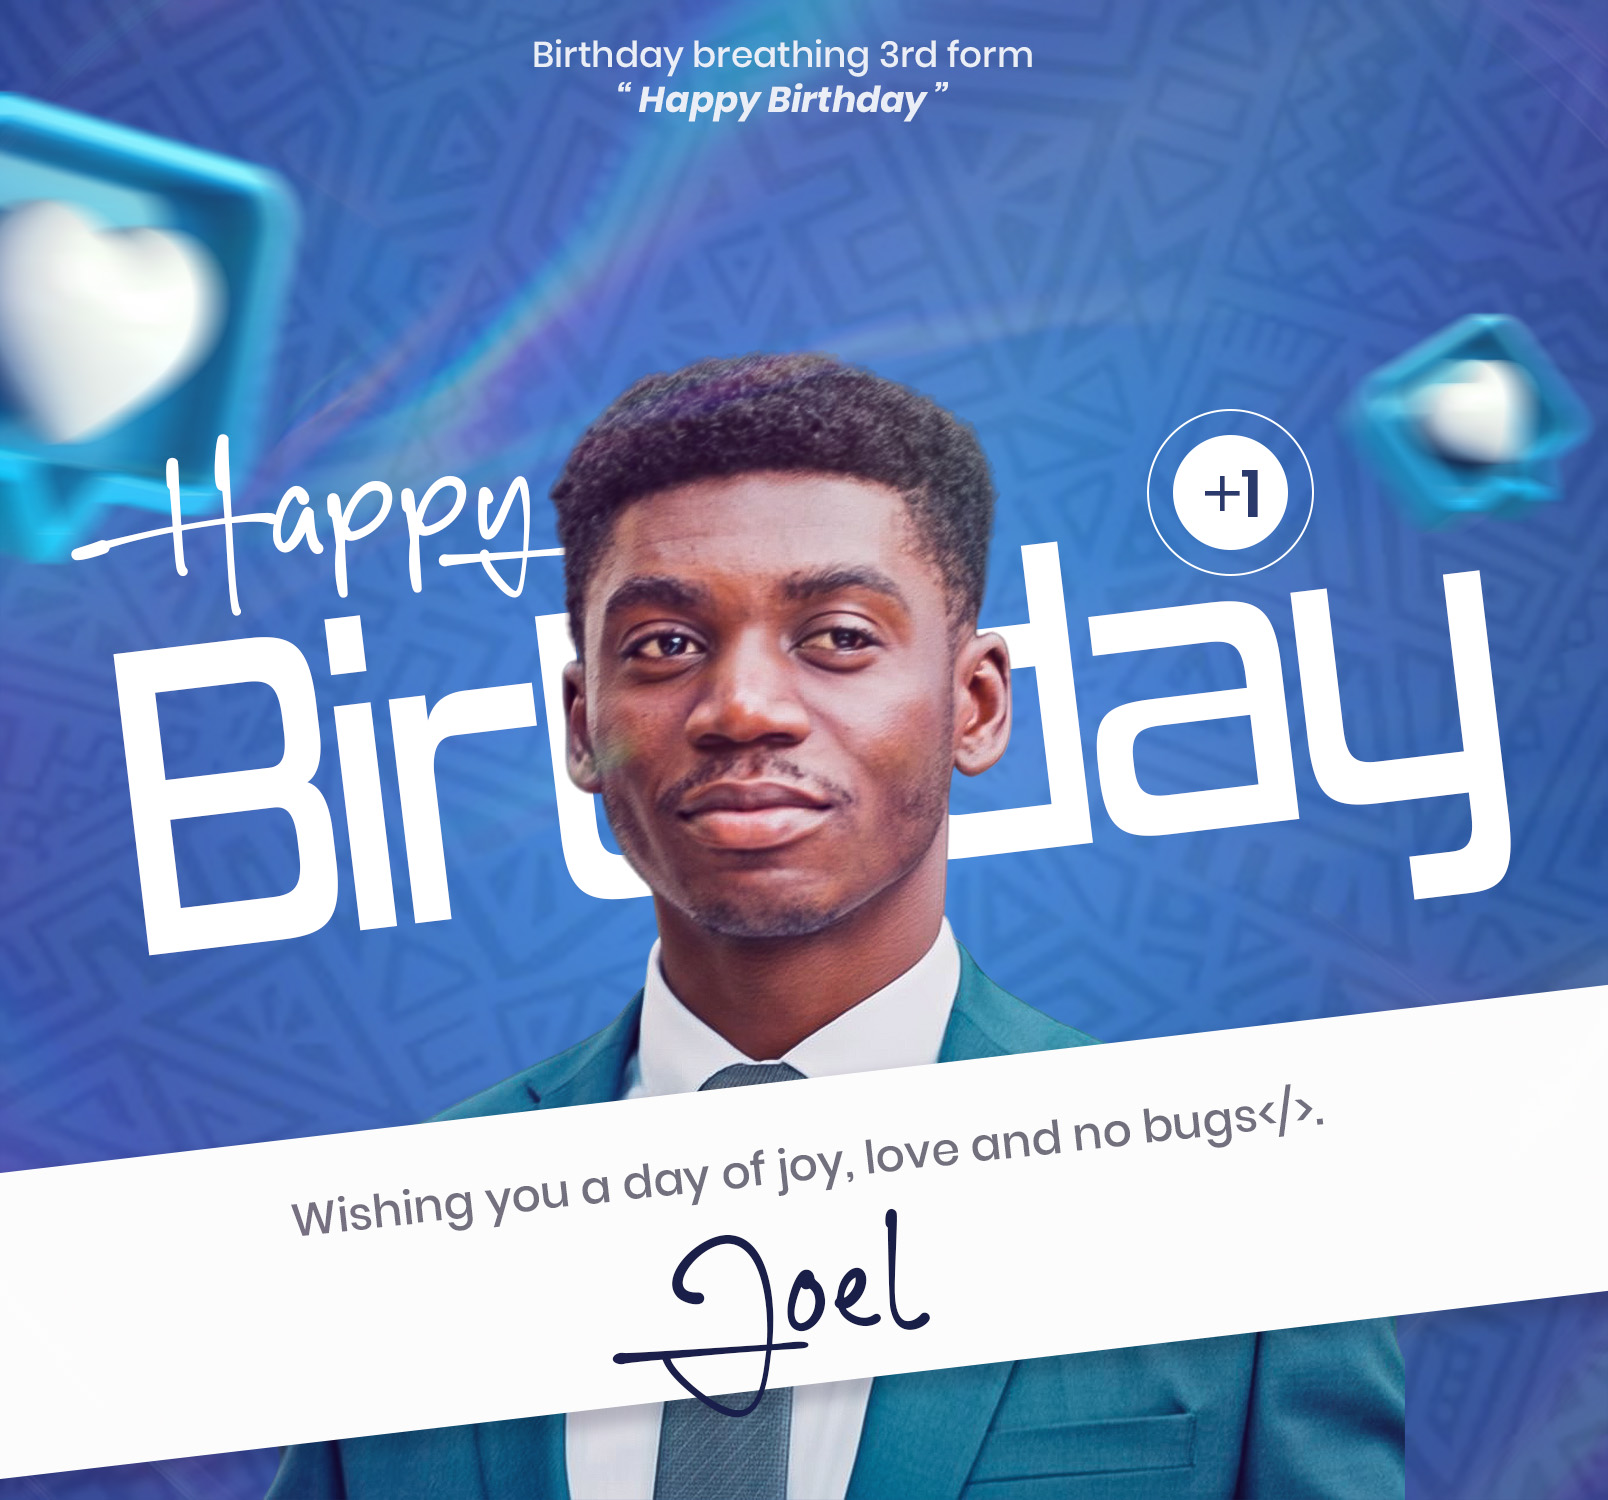 Birthday breathing 3rd form
“ Happy Birthday ”
Happy
+1
Birthday
Wishing you a day of joy, love and no bugs</>.
Joel